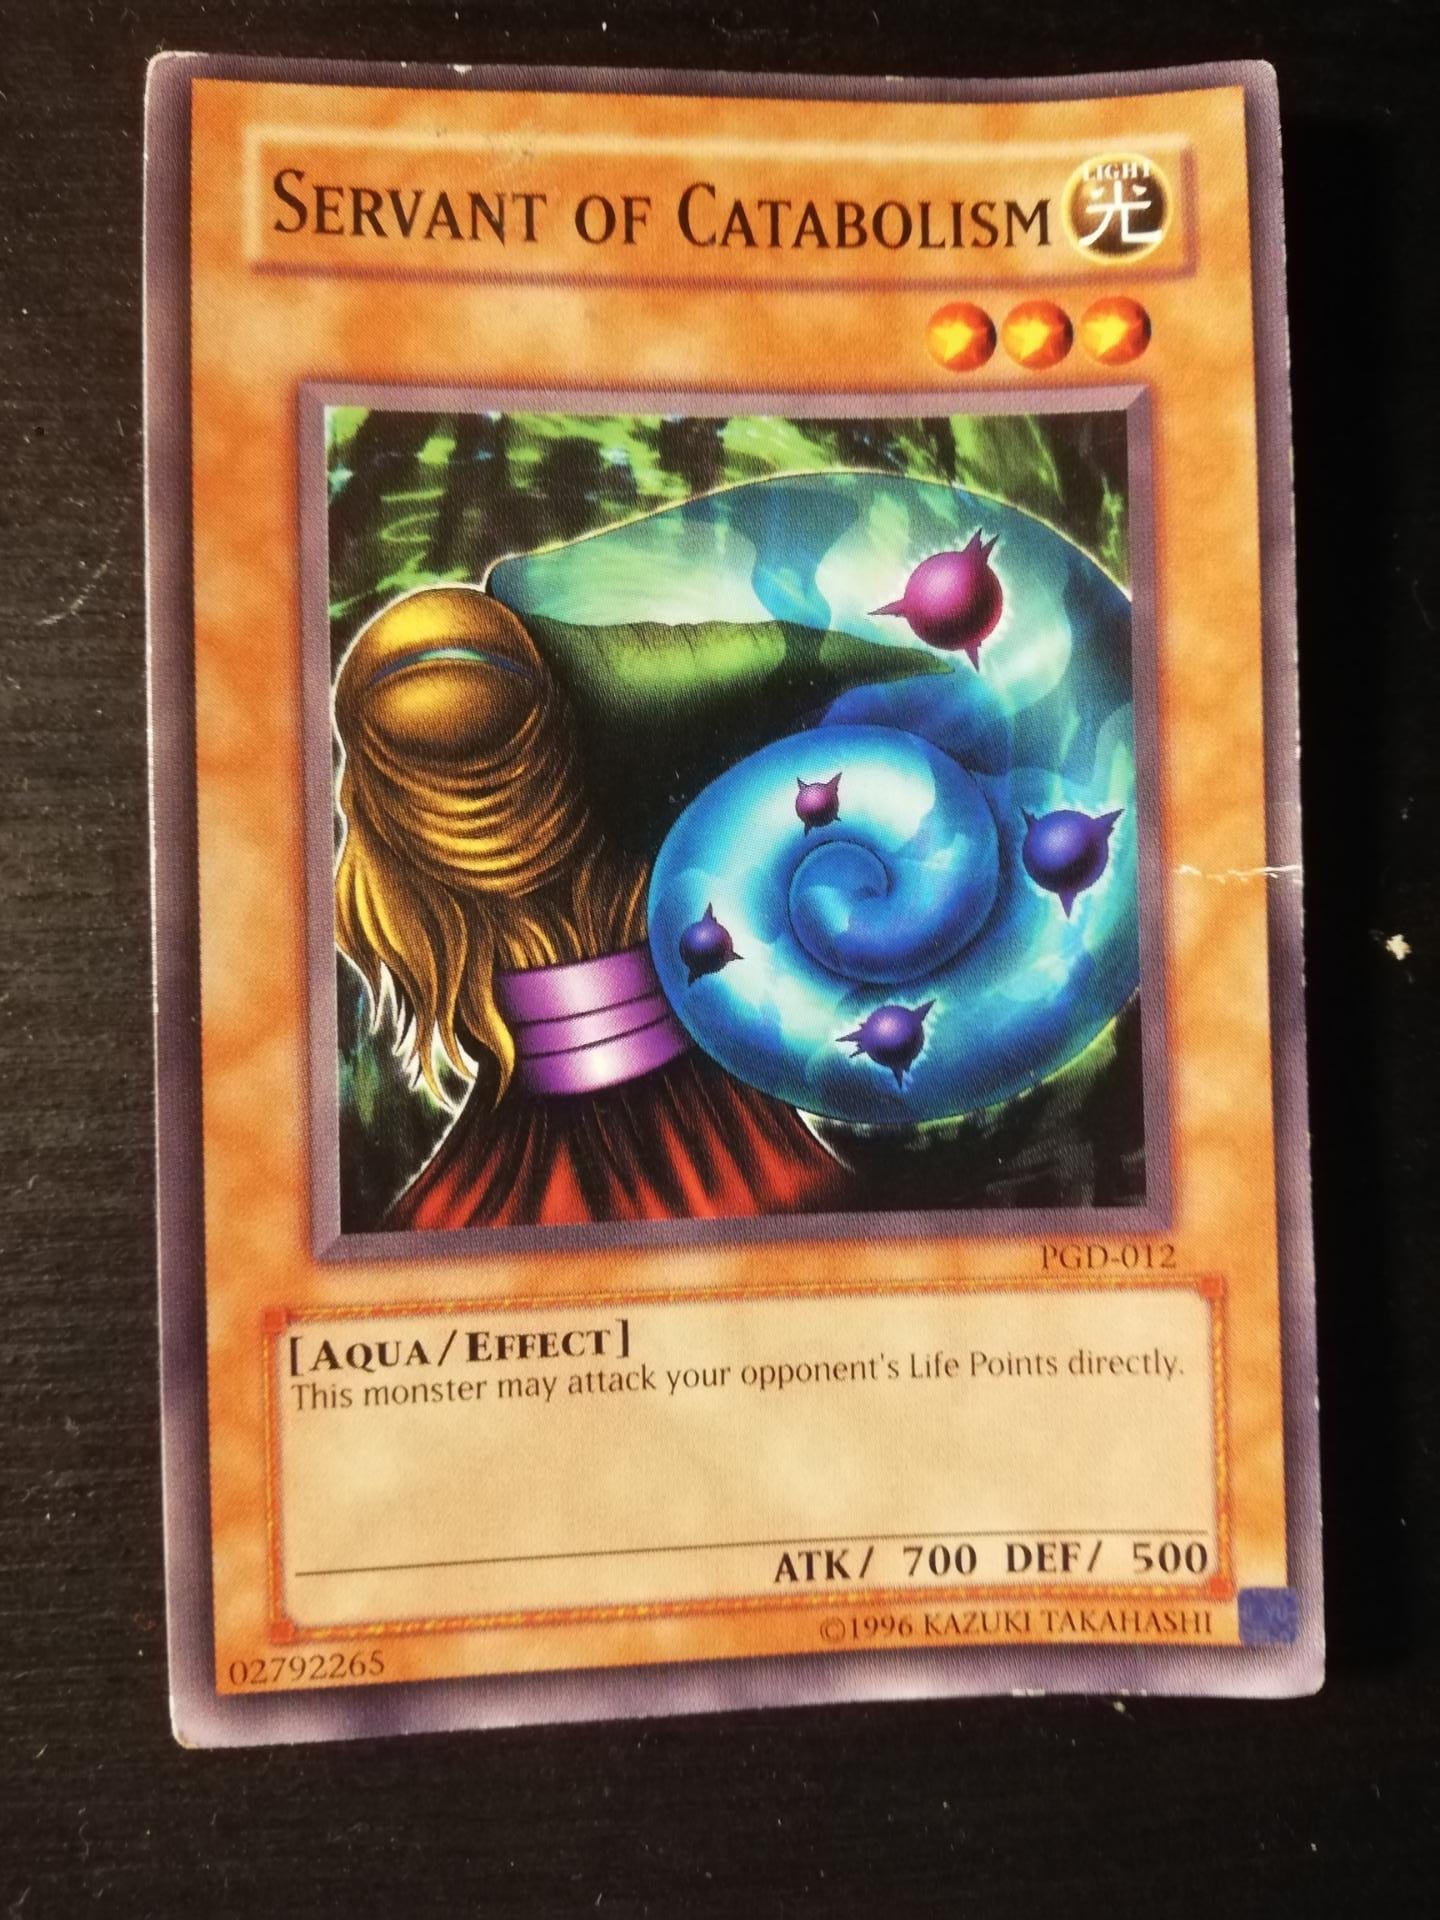 SERVANT OF CATABOLISM
LIGHT
光
PGD-012
[AQUA/EFFECT]
This monster may attack your opponent's Life Points directly.
ATK/ 700 DEF/ 500
©1996 KAZUKI TAKAHASHI
02792265